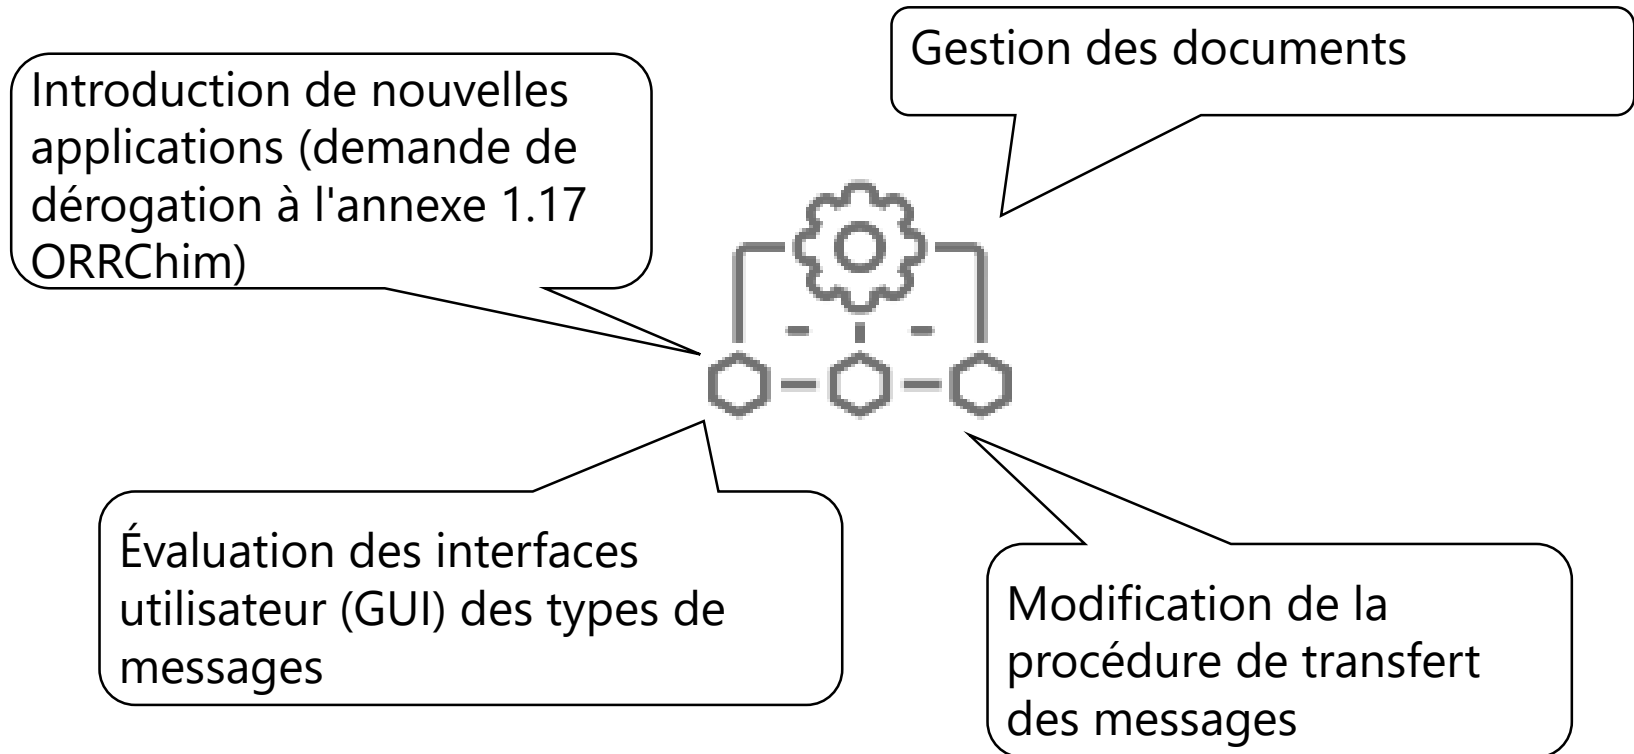 Introduction de nouvelles
applications (demande de
dérogation à l'annexe 1.17
ORRChim)
Gestion des documents
Évaluation des interfaces
utilisateur (GUI) des types de
messages
Modification de la
procédure de transfert
des messages